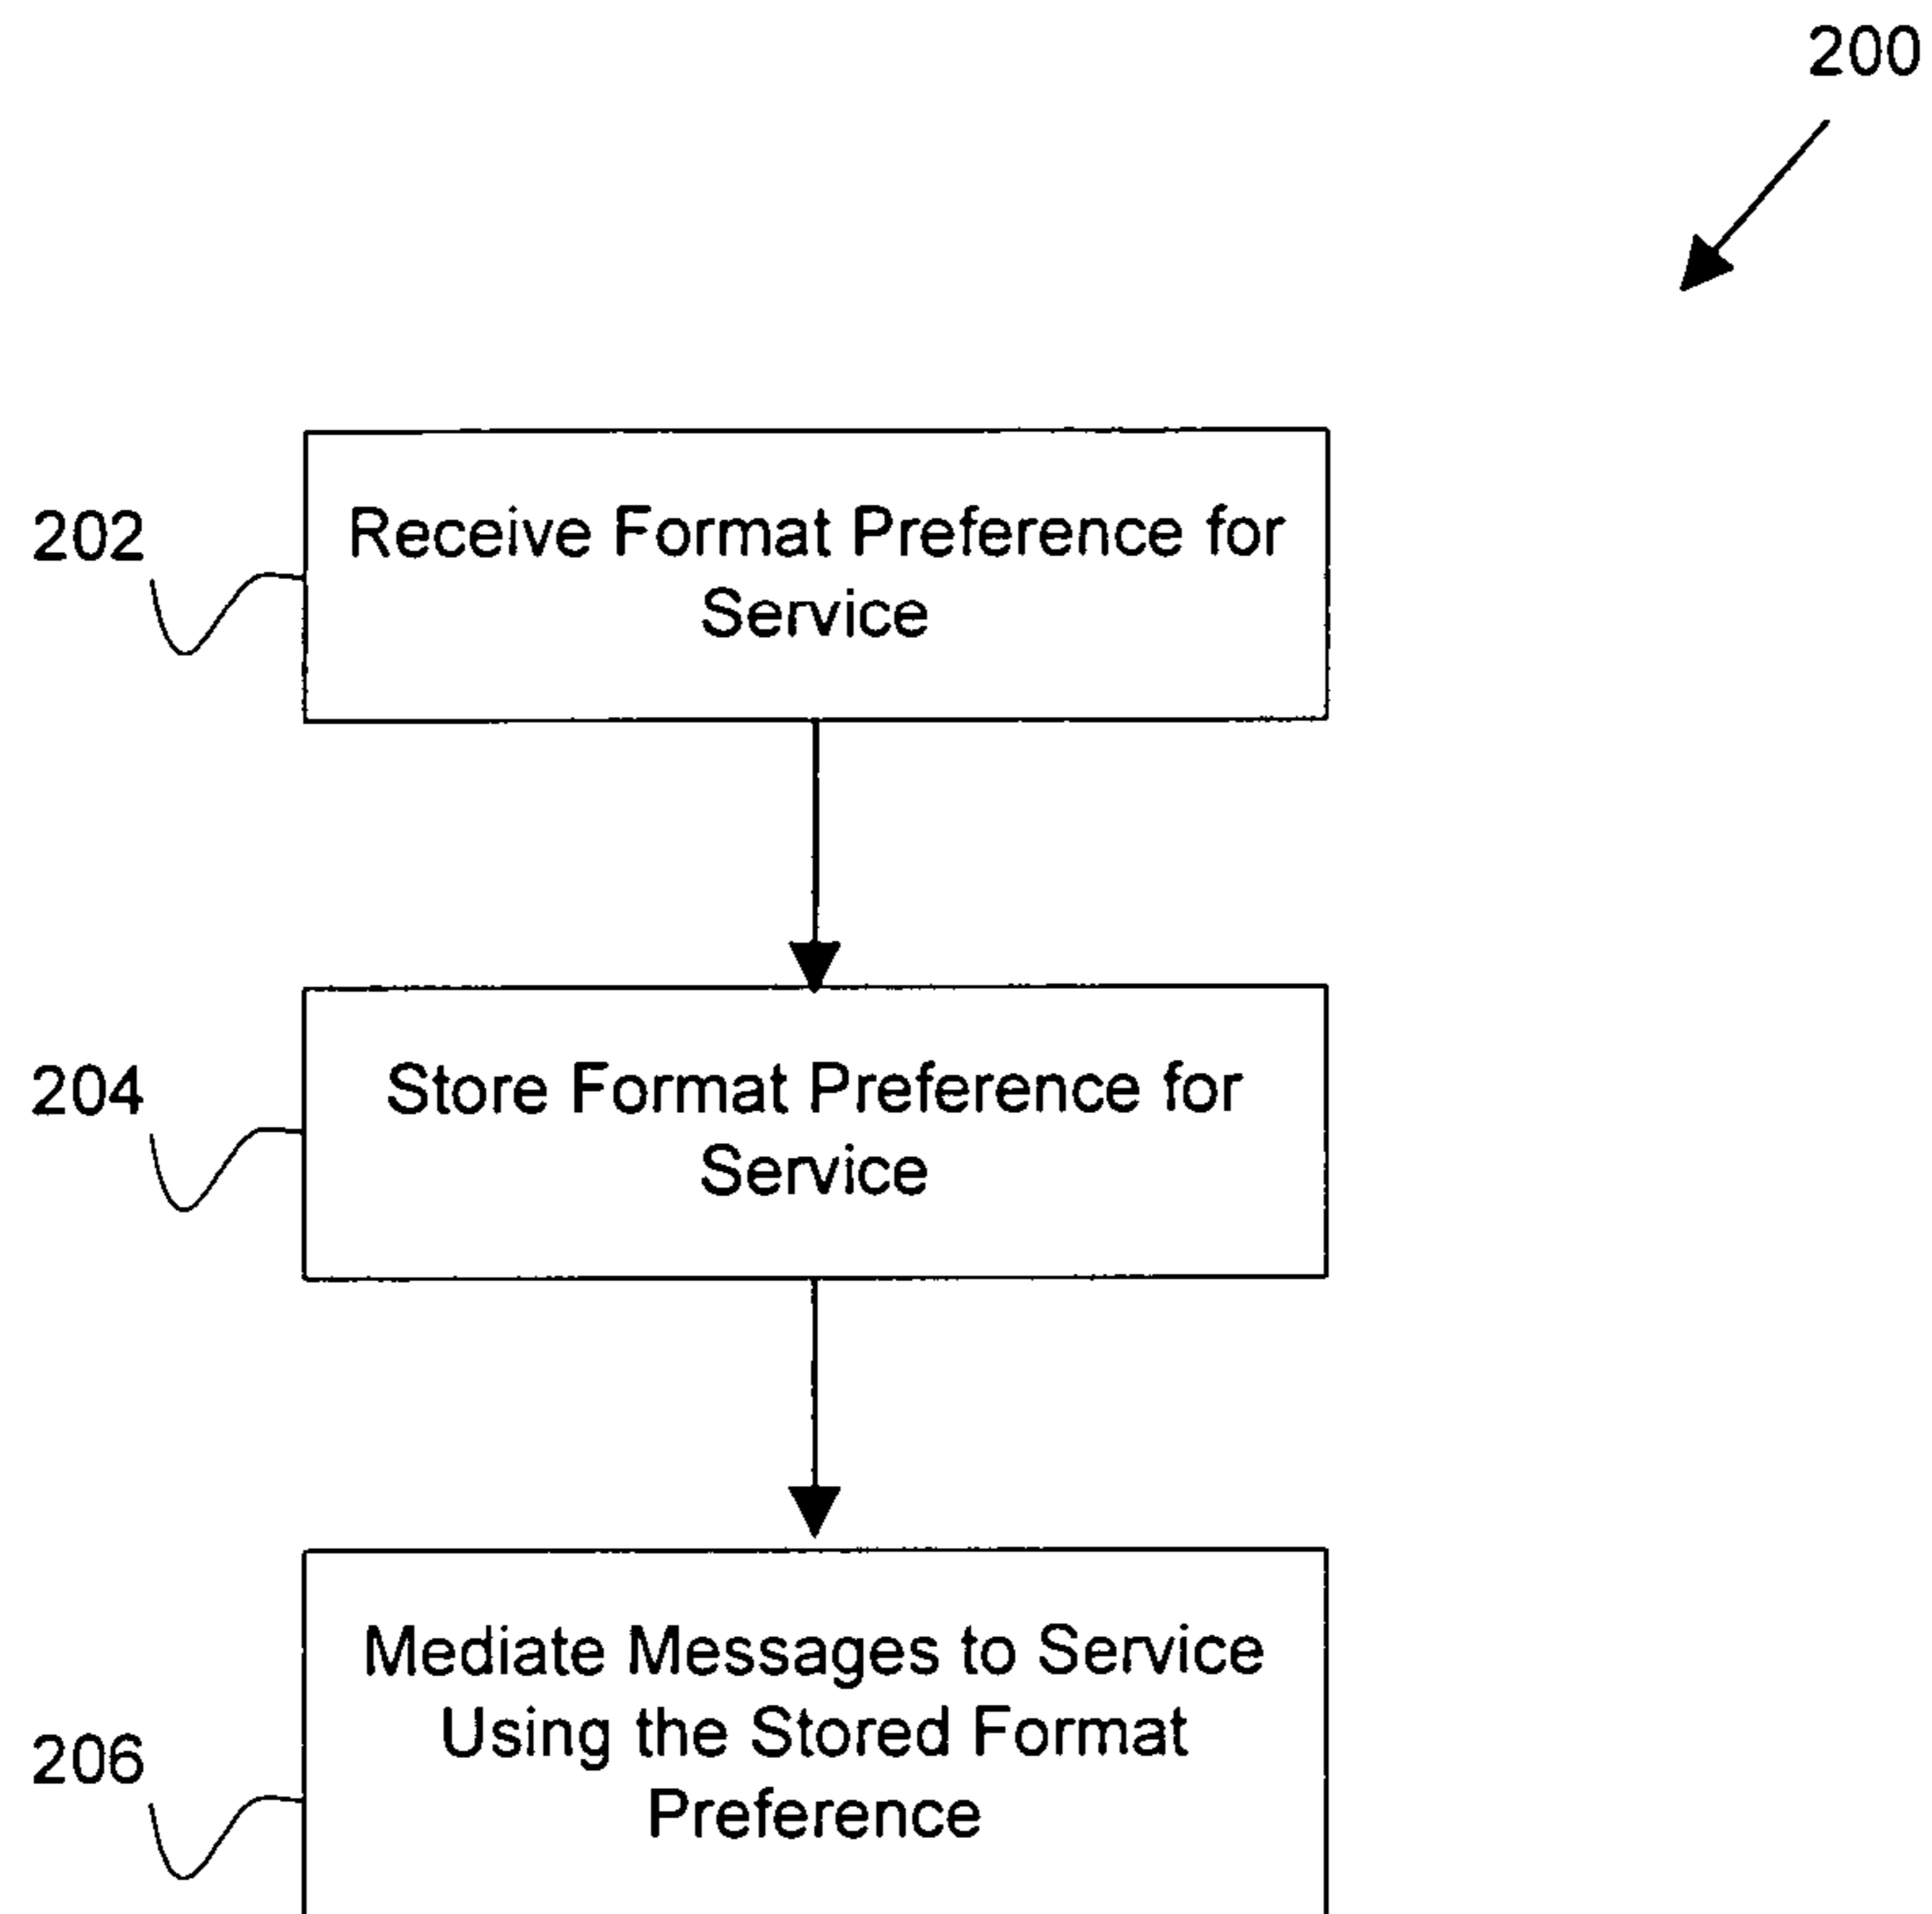 200
202
Receive Format Preference for
Service
204
Store Format Preference for
Service
206
Mediate Messages to Service
Using the Stored Format
Preference